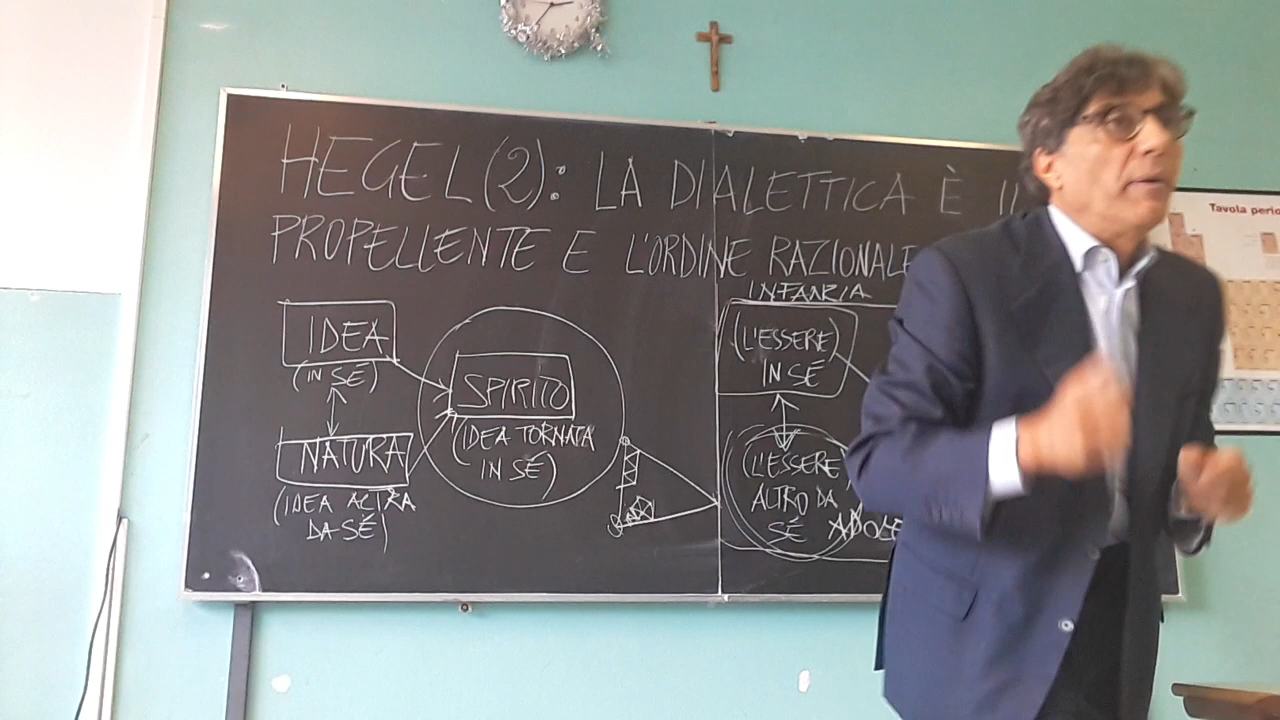 HEGEL (2): LA DIALETTICA È
PROPELLENTE E L'ORDINE RAZIONALE
IDEA
(IN SÉ)
NATURA
(IDEA ALTRA
DA SÉ)
SPIRITO
(IDEA TORNATA
IN SÉ)
INFANZIA
(L'ESSERE)
IN SÉ
(L'ESSERE)
ALTRO DA
SÉ
Tavola